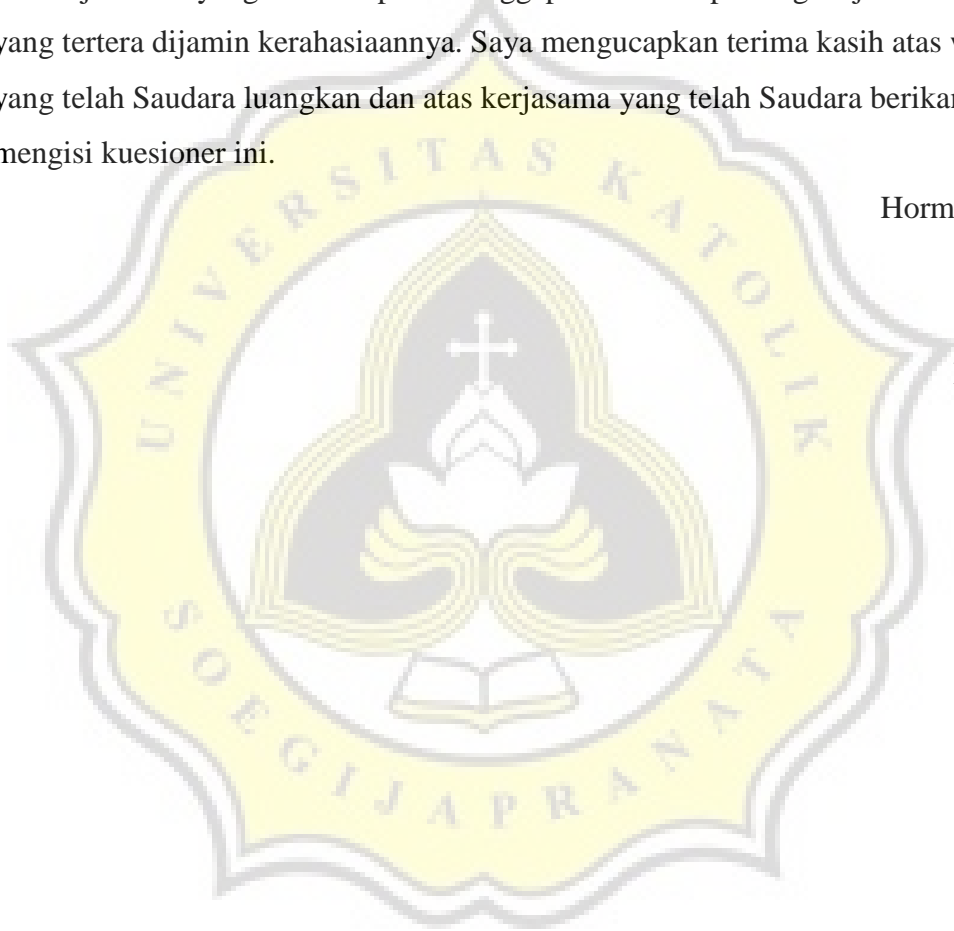 yang tertera dijamin kerahasiaannya. Saya mengucapkan terima kasih atas
yang telah Saudara luangkan dan atas kerjasama yang telah Saudara berikan
mengisi kuesioner ini.
Horm
UNIVERSITAS KATOLIK
SOEGIJAPRANATA